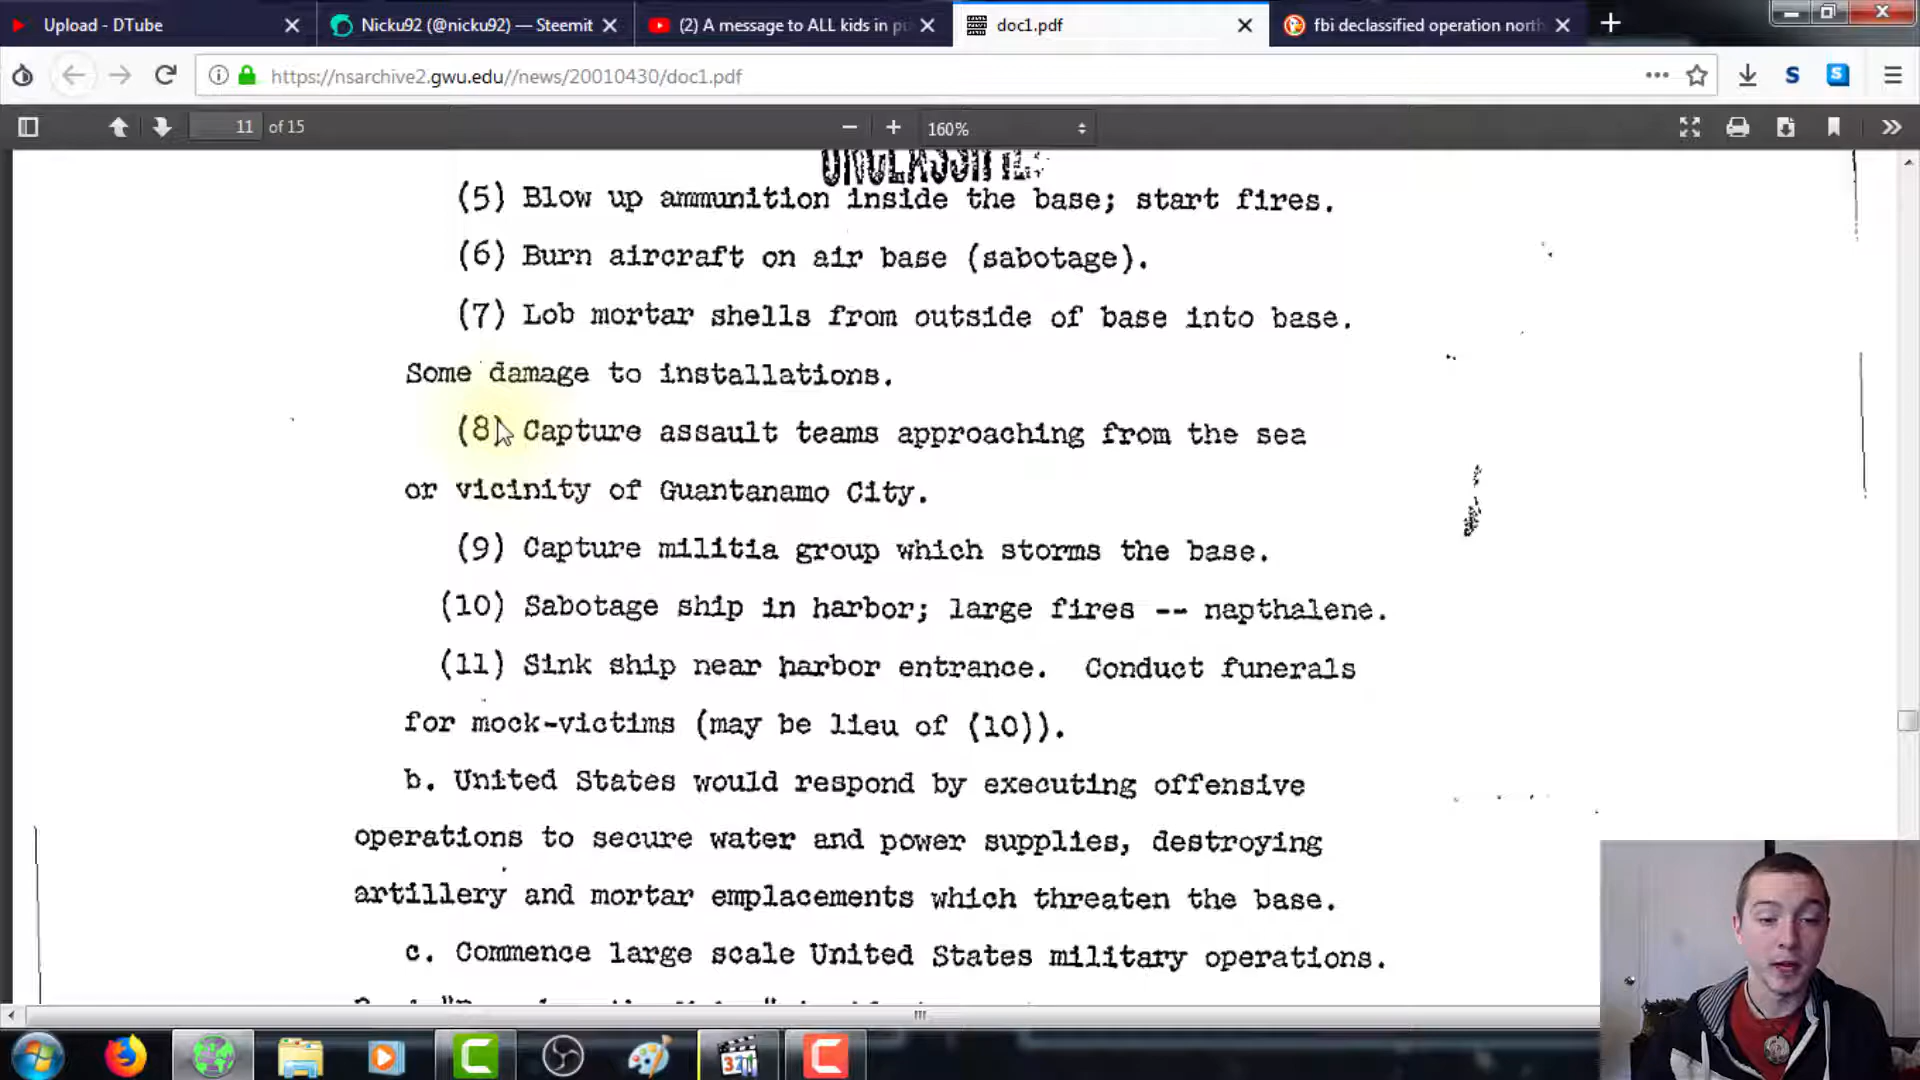 Upload - DTube
Nicku92 (@nicku92) — Steemit
(2) A message to ALL kids in p
doc1.pdf
fbi declassified operation north
https://nsarchive2.gwu.edu//news/20010430/doc1.pdf
S
S
11 of 15
160%
(5) Blow up ammunition inside the base; start fires.
(6) Burn aircraft on air base (sabotage).
(7) Lob mortar shells from outside of base into base.
Some damage to installations.
(8) Capture assault teams approaching from the sea
or vicinity of Guantanamo City.
(9) Capture militia group which storms the base.
(10) Sabotage ship in harbor; large fires -- napthalene.
(11) Sink ship near harbor entrance. Conduct funerals
for mock-victims (may be lieu of (10)).
b. United States would respond by executing offensive
operations to secure water and power supplies, destroying
artillery and mortar emplacements which threaten the base.
c. Commence large scale United States military operations.
321